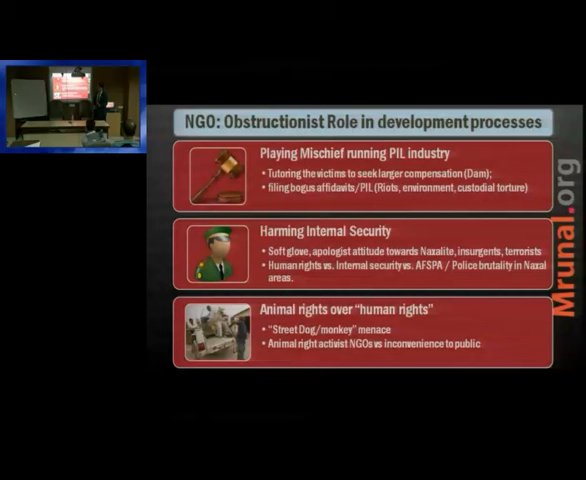 NGO: Obstructionist Role in development processes
Playing Mischief running PIL industry
• Tutoring the victims to seek larger compensation (Dam);
• filing bogus affidavits/PIL (Riots, environment, custodial torture)
Harming Internal Security
• Soft glove, apologist attitude towards Naxalite, insurgents, terrorists
• Human rights vs. Internal security vs. AFSPA / Police brutality in Naxal
areas.
Animal rights over "human rights"
• "Street Dog/monkey" menace
• Animal right activist NGOs vs inconvenience to public
Mrunal.org